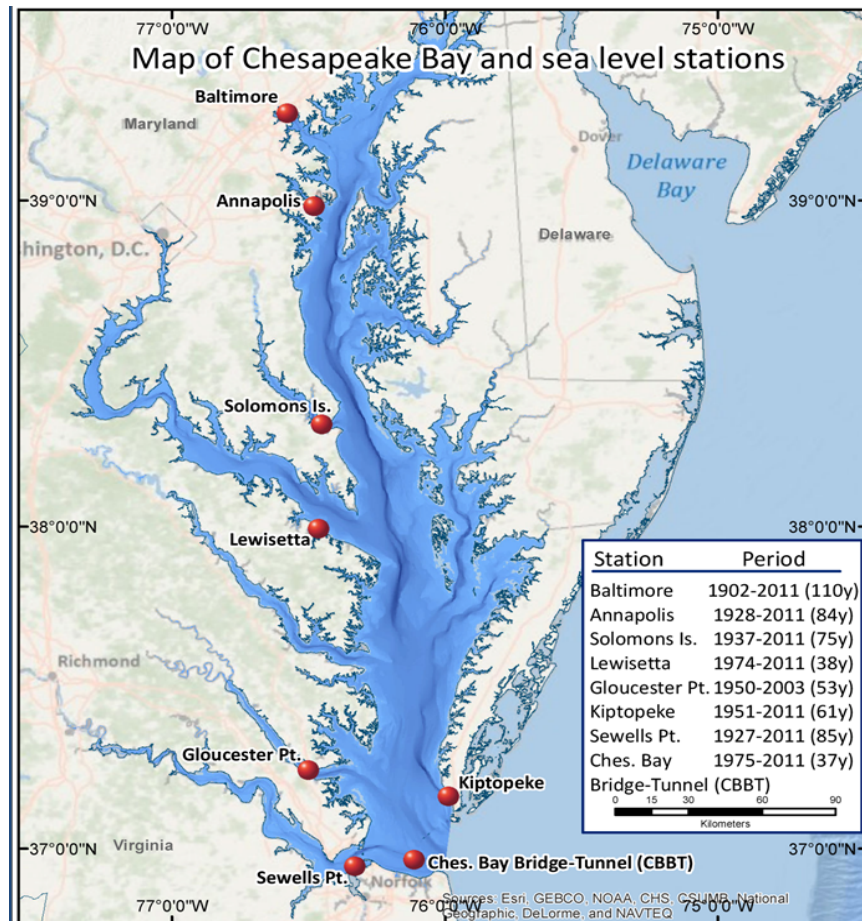 77°0'0"W 76°0'0"W 75°0'0"W
Map of Chesapeake Bay and sea level stations
Baltimore
Maryland
Dover
Delaware
Bay
39°0'0"N 39°0'0"N
Annapolis
Delaware
hington, D.C.
Solomons Is.
38°0'0"N 38°0'0"N
Lewisetta
Station Period
Baltimore 1902-2011 (110y)
Annapolis 1928-2011 (84y)
Solomons Is. 1937-2011 (75y)
Lewisetta 1974-2011 (38y)
Gloucester Pt. 1950-2003 (53y)
Kiptopeke 1951-2011 (61y)
Sewells Pt. 1927-2011 (85y)
Ches. Bay 1975-2011 (37y)
Bridge-Tunnel (CBBT)
0 15 30 60 90
Kilometers
Richmond
Gloucester Pt.
Kiptopeke
37°0'0"N 37°0'0"N
Virginia
Ches. Bay Bridge-Tunnel (CBBT)
Sewells Pt.
Norfolk
Sources: Esri, GEBCO, NOAA, CHS, CSUMB, National
Geographic, DeLorme, and NAVTEQ
77°0'0"W 76°0'0"W 75°0'0"W